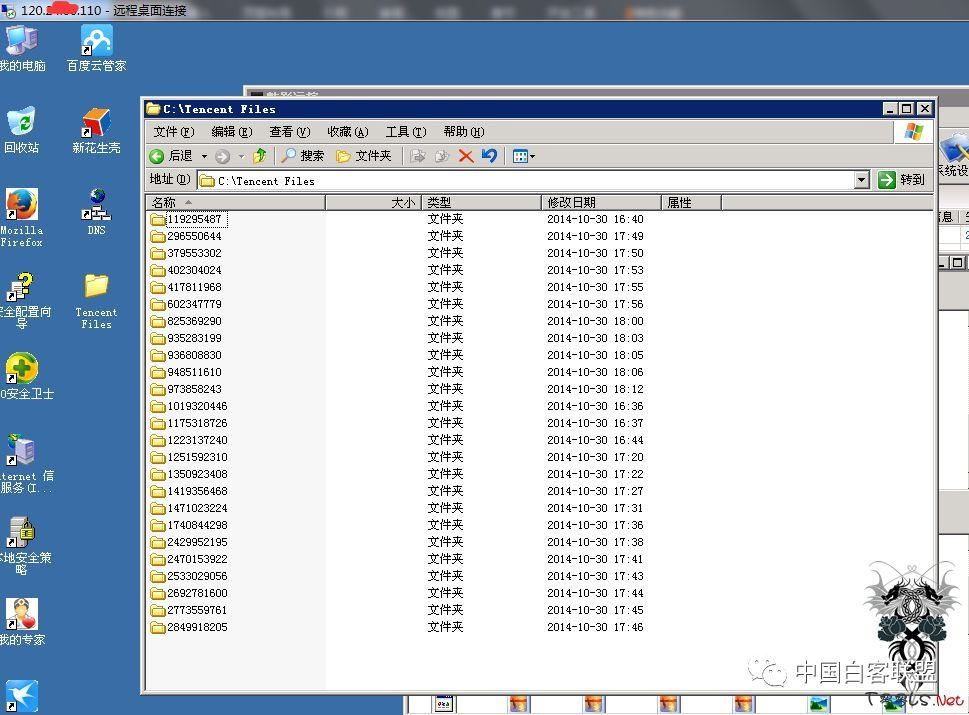 110 - 远程桌面连接
我的电脑
百度云管家
回收站
新花生壳
Mozilla
Firefox
DNS
全配置向
导
Tencent
Files
0安全卫士
ternet 信
服务(I...
地安全策
略
我的专家
C:\Tencent Files
文件(F) 编辑(E) 查看(V) 收藏(A) 工具(T) 帮助(H)
后退 搜索 文件夹
地址(D) C:\Tencent Files 转到
名称 大小 类型 修改日期 属性
119295487 文件夹 2014-10-30 16:40
296550644 文件夹 2014-10-30 17:49
379553302 文件夹 2014-10-30 17:50
402304024 文件夹 2014-10-30 17:53
417811968 文件夹 2014-10-30 17:55
602347779 文件夹 2014-10-30 17:56
825369290 文件夹 2014-10-30 18:00
935283199 文件夹 2014-10-30 18:03
936808830 文件夹 2014-10-30 18:05
948511610 文件夹 2014-10-30 18:06
973858243 文件夹 2014-10-30 18:12
1019320446 文件夹 2014-10-30 16:36
1175318726 文件夹 2014-10-30 16:37
1223137240 文件夹 2014-10-30 16:44
1251592310 文件夹 2014-10-30 17:20
1350923408 文件夹 2014-10-30 17:22
1419356468 文件夹 2014-10-30 17:27
1471023224 文件夹 2014-10-30 17:31
1740844298 文件夹 2014-10-30 17:36
2429952195 文件夹 2014-10-30 17:38
2470153922 文件夹 2014-10-30 17:41
2533029056 文件夹 2014-10-30 17:43
2692781600 文件夹 2014-10-30 17:44
2773559761 文件夹 2014-10-30 17:45
2849918205 文件夹 2014-10-30 17:46
系统设
息
中国白客联盟
T00LS.Net